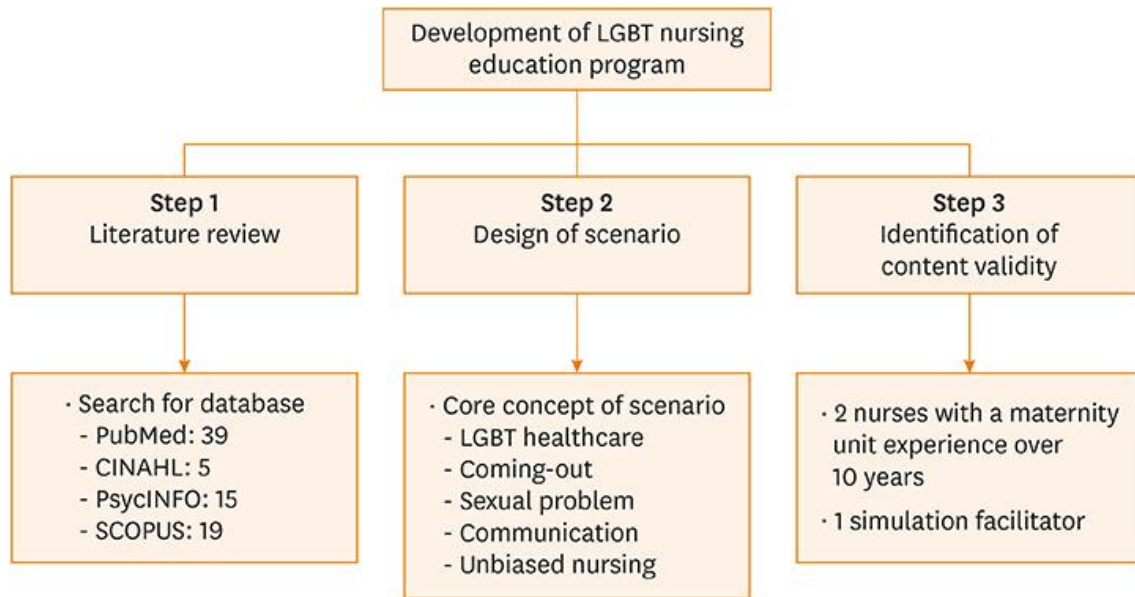 Development of LGBT nursing
education program
Step 1
Literature review
Step 2
Design of scenario
Step 3
Identification of
content validity
· Search for database
- PubMed: 39
- CINAHL: 5
- PsycINFO: 15
- SCOPUS: 19
· Core concept of scenario
- LGBT healthcare
- Coming-out
- Sexual problem
- Communication
- Unbiased nursing
· 2 nurses with a maternity
unit experience over
10 years
· 1 simulation facilitator